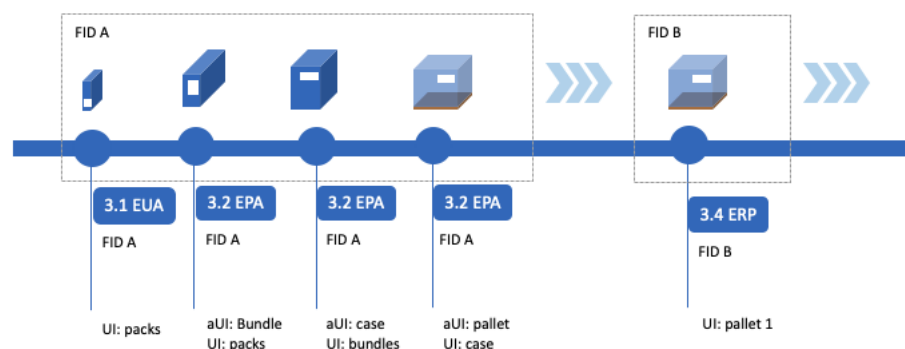 FID A
FID B
3.1 EUA
3.2 EPA
3.2 EPA
3.2 EPA
3.4 ERP
FID A
FID A
FID A
FID A
FID B
UI: packs
aUI: Bundle
UI: packs
aUI: case
UI: bundles
aUI: pallet
UI: case
UI: pallet 1